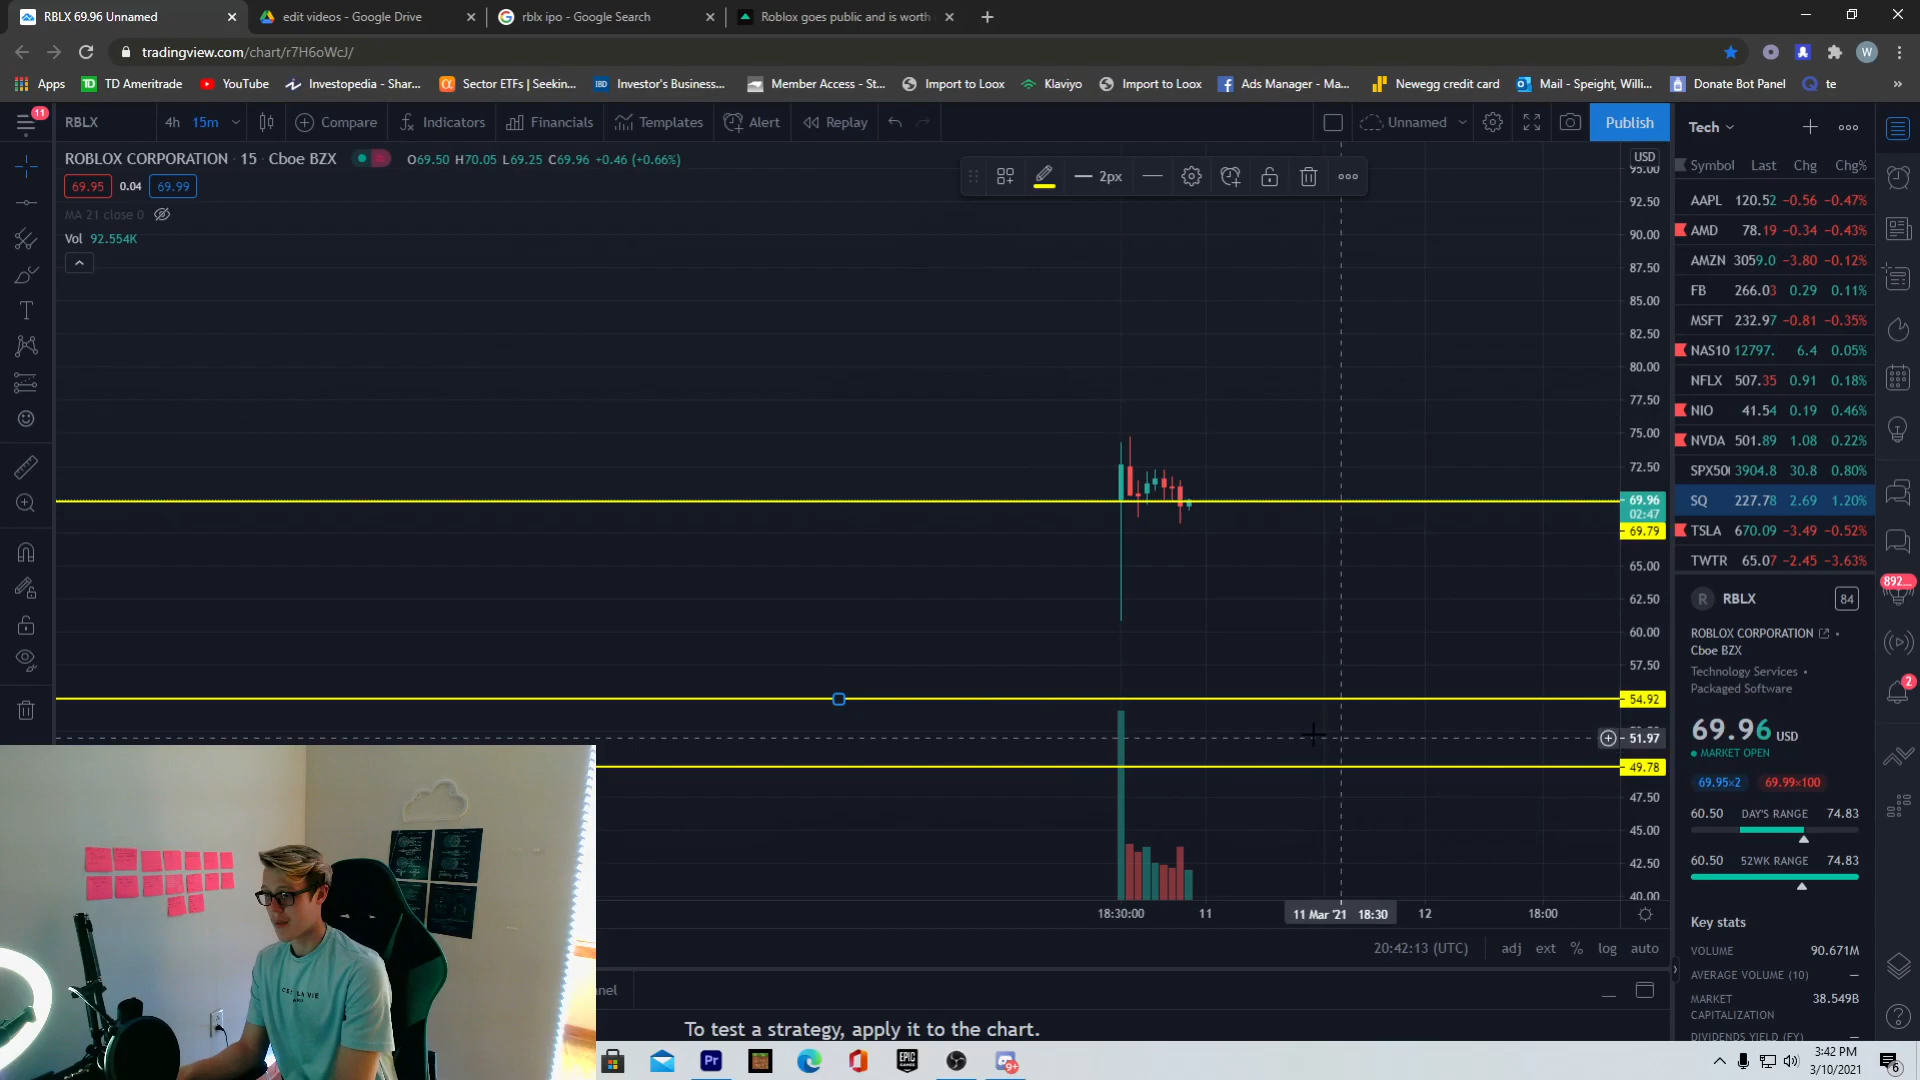 RBLX 69.96 Unnamed
edit videos - Google Drive
rblx ipo - Google Search
Roblox goes public and is worth
tradingview.com/chart/r7H6oWcJ/
W
Apps
TD Ameritrade
YouTube
Investopedia - Shar...
Sector ETFs | Seekin...
IBD
Investor's Business...
Member Access - St...
Import to Loox
Klaviyo
Import to Loox
Ads Manager - Ma...
Newegg credit card
Mail - Speight, Willi...
Donate Bot Panel
te
»
11
RBLX
4h 15m
Compare
Indicators
Financials
Templates
Alert
Replay
Unnamed
Publish
Tech
ROBLOX CORPORATION · 15 · Cboe BZX
O69.50 H70.05 L69.25 C69.96 +0.46 (+0.66%)
69.95 0.04 69.99
MA 21 close 0
Vol 92.554K
2px
USD
95.00
92.50
90.00
87.50
85.00
82.50
80.00
77.50
75.00
72.50
69.96
02:47
69.79
65.00
62.50
60.00
57.50
54.92
51.97
49.78
47.50
45.00
42.50
40.00
18:30:00
11
11 Mar '21 18:30
12
18:00
20:42:13 (UTC)
adj ext % log auto
nel
To test a strategy, apply it to the chart.
Symbol Last Chg Chg%
AAPL 120.52 −0.56 −0.47%
AMD 78.19 −0.34 −0.43%
AMZN 3059.0 −3.80 −0.12%
FB 266.03 0.29 0.11%
MSFT 232.97 −0.81 −0.35%
NAS10 12797. 6.4 0.05%
NFLX 507.35 0.91 0.18%
NIO 41.54 0.19 0.46%
NVDA 501.89 1.08 0.22%
SPX50 3904.8 30.8 0.80%
SQ 227.78 2.69 1.20%
TSLA 670.09 −3.49 −0.52%
TWTR 65.07 −2.45 −3.63%
R RBLX 84
ROBLOX CORPORATION •
Cboe BZX
Technology Services •
Packaged Software
69.96 USD
MARKET OPEN
69.95×2 69.99×100
60.50 DAY'S RANGE 74.83
60.50 52WK RANGE 74.83
Key stats
VOLUME 90.671M
AVERAGE VOLUME (10) —
MARKET
CAPITALIZATION 38.549B
DIVIDENDS YIELD (FY) —
892...
2
Pr
EPIC
9+
3:42 PM
3/10/2021
6